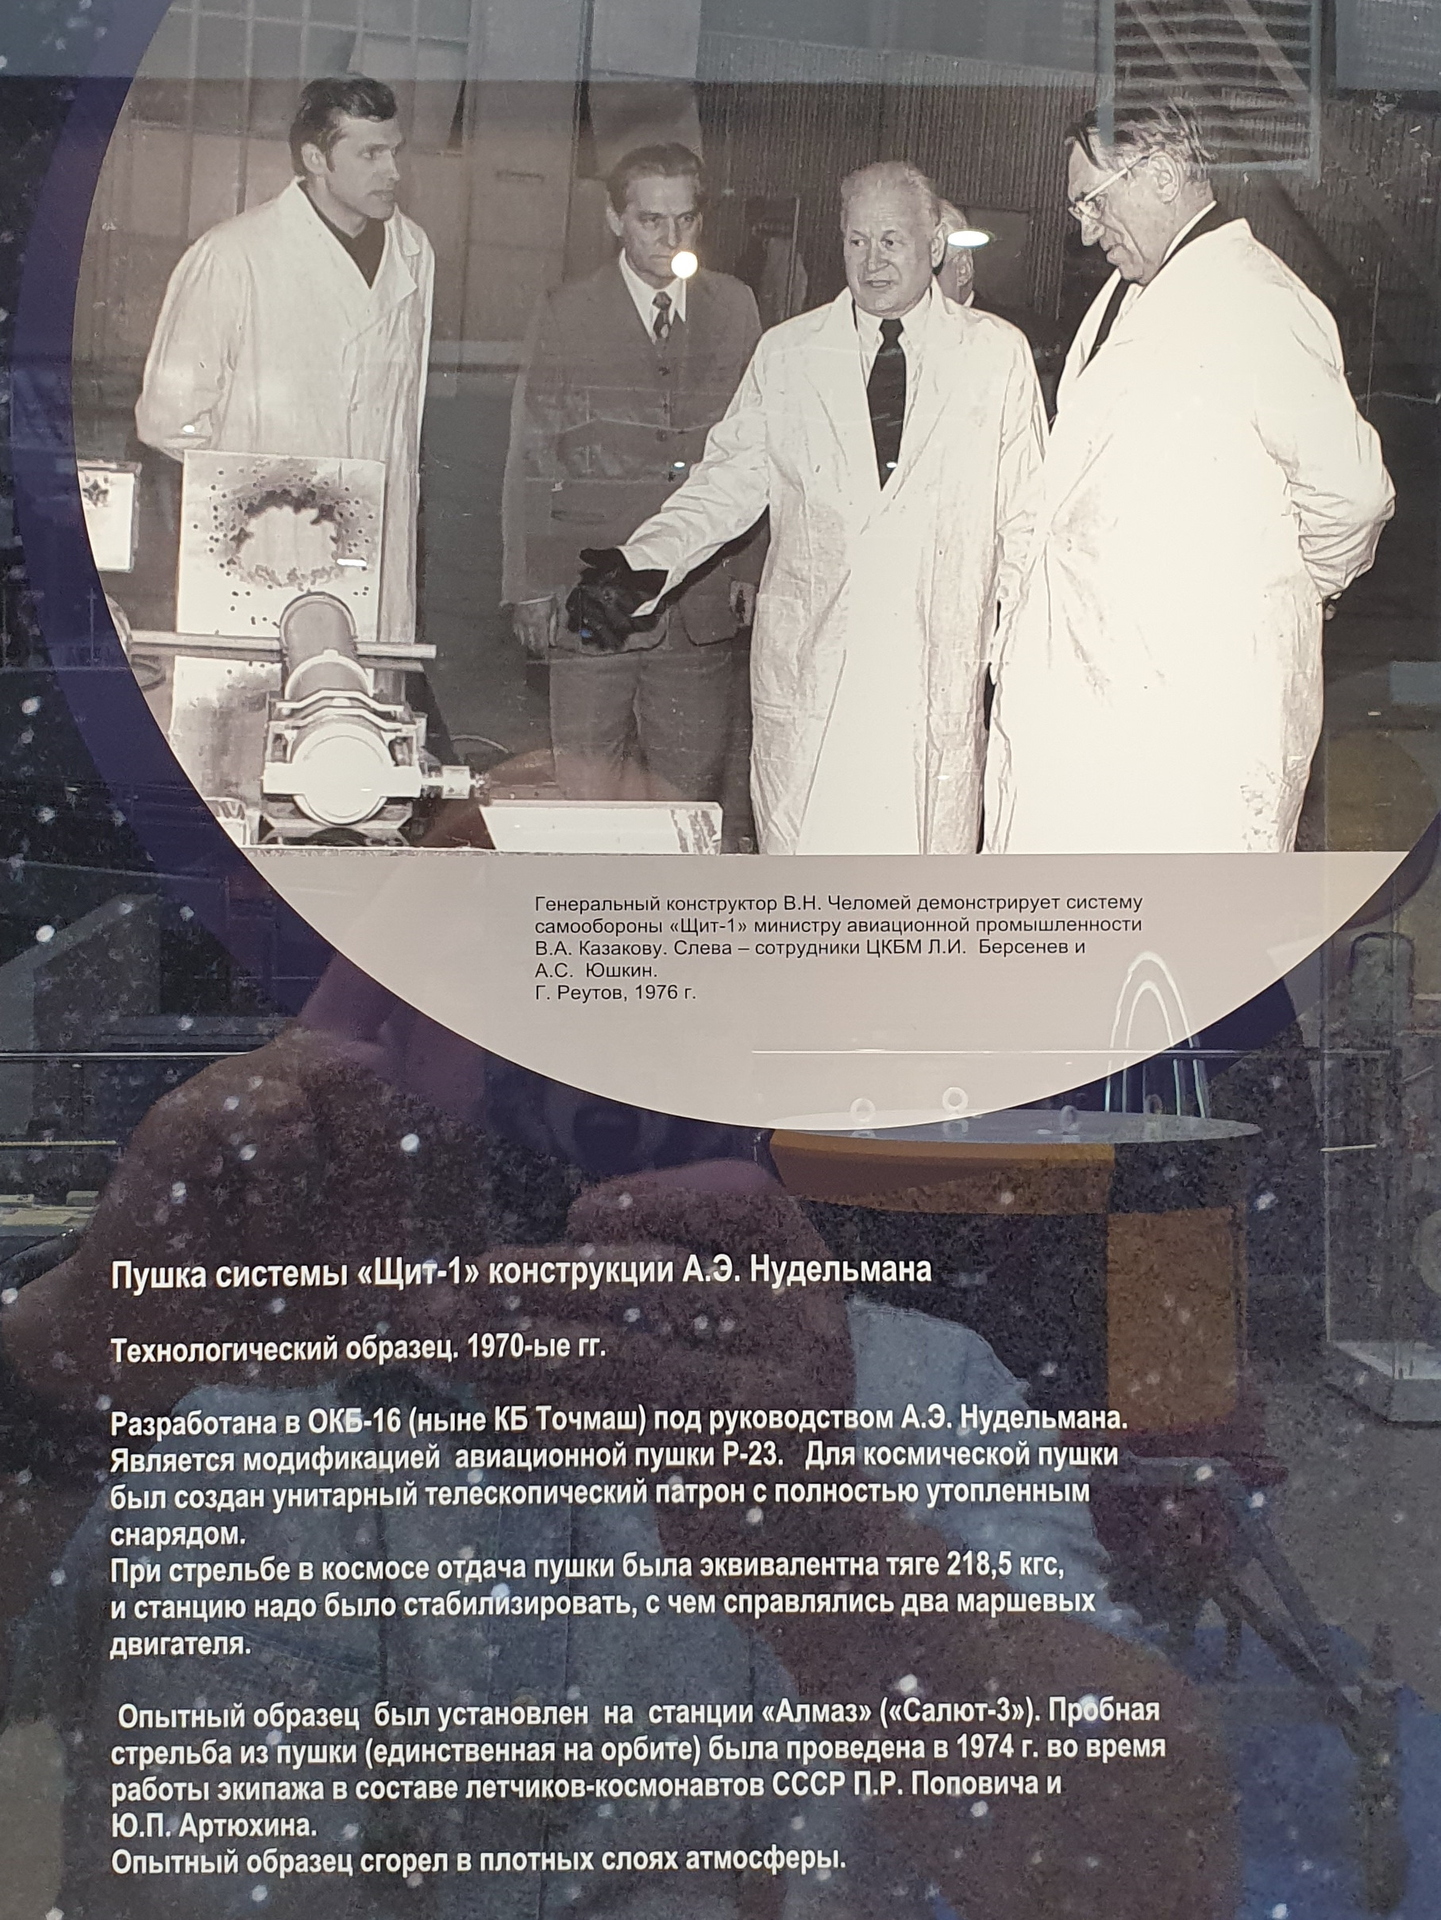 Генеральный конструктор В.Н. Челомей демонстрирует систему
самообороны «Щит-1» министру авиационной промышленности
В.А. Казакову. Слева – сотрудники ЦКБМ Л.И. Берсенев и
А.С. Юшкин.
Г. Реутов, 1976 г.
Пушка системы «Щит-1» конструкции А.Э. Нудельмана
Технологический образец. 1970-ые гг.
Разработана в ОКБ-16 (ныне КБ Точмаш) под руководством А.Э. Нудельмана.
Является модификацией авиационной пушки Р-23. Для космической пушки
был создан унитарный телескопический патрон с полностью утопленным
снарядом.
При стрельбе в космосе отдача пушки была эквивалентна тяге 218,5 кгс,
и станцию надо было стабилизировать, с чем справлялись два маршевых
двигателя.
Опытный образец был установлен на станции «Алмаз» («Салют-3»). Пробная
стрельба из пушки (единственная на орбите) была проведена в 1974 г. во время
работы экипажа в составе летчиков-космонавтов СССР П.Р. Поповича и
Ю.П. Артюхина.
Опытный образец сгорел в плотных слоях атмосферы.